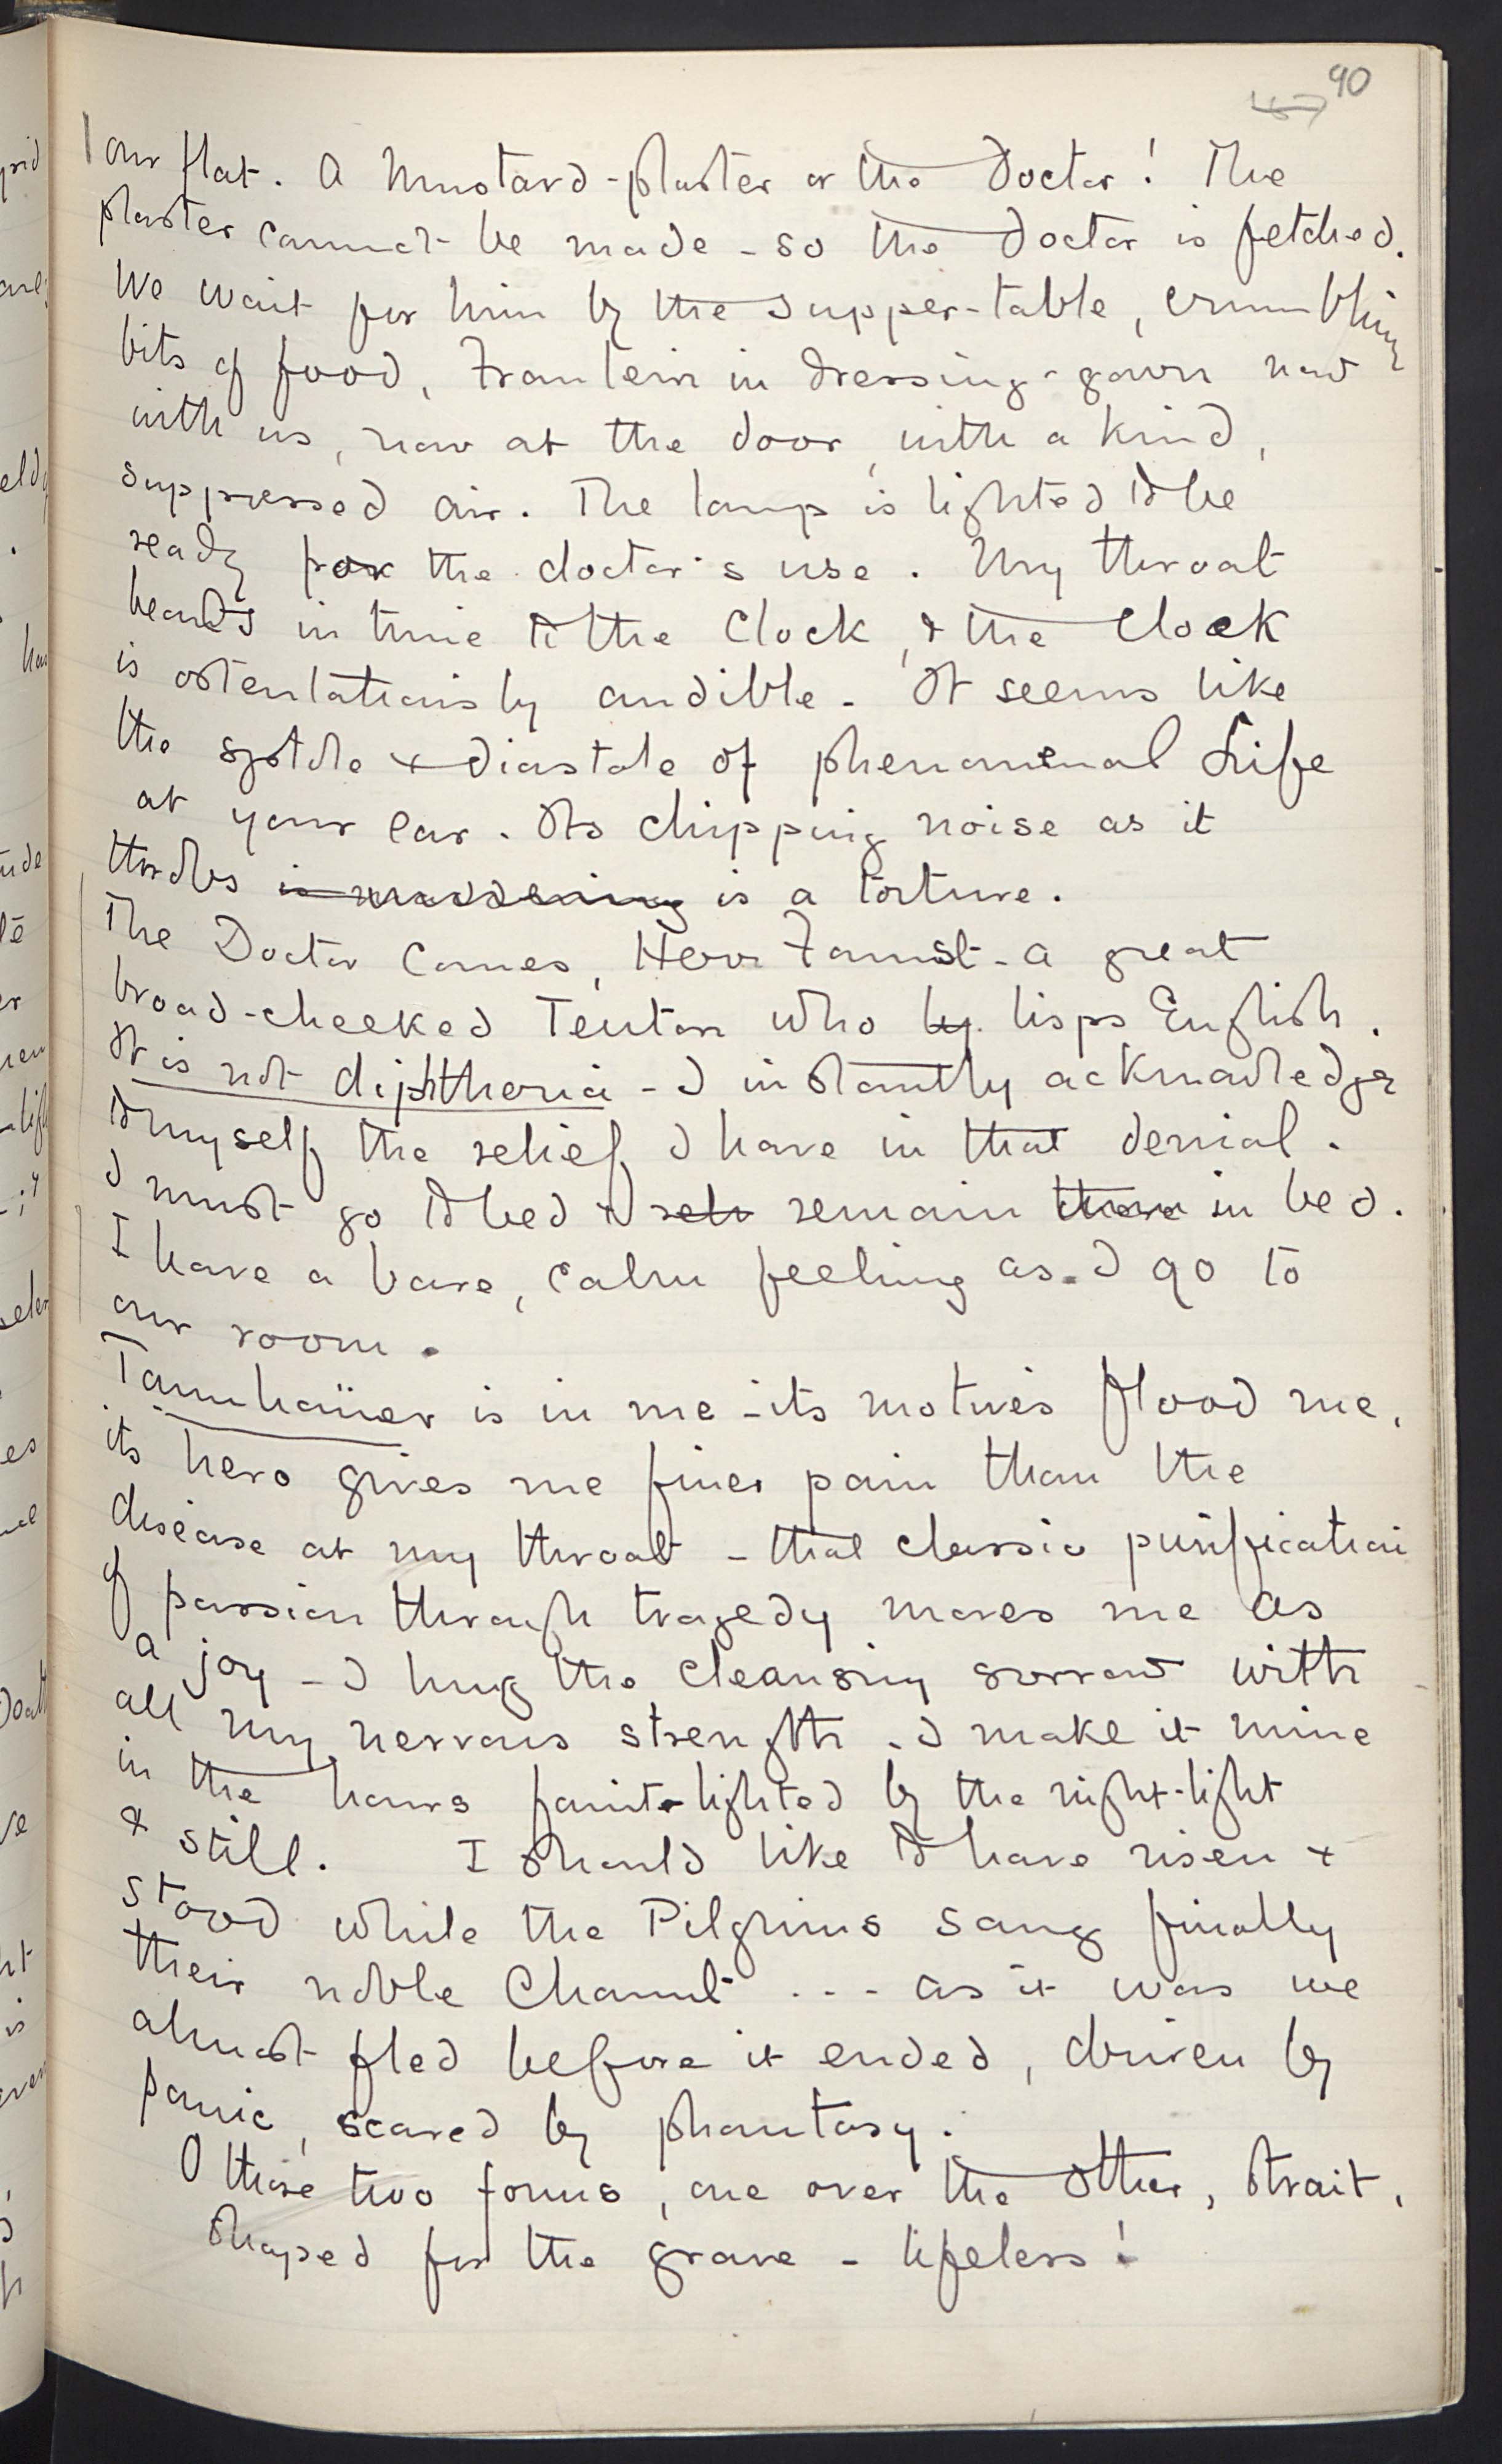 90
our flat. A Mustard-plaster or the Doctor! The
plaster cannot be made - so the doctor is fetched.
We wait for him by the supper-table, crumbling
bits of food, Fraulein in dressing-gown now
with us, now at the door, with a kind,
suppressed air. The lamp is lighted to be
ready for the doctor's use. My throat
beats in time to the Clock, & the clock
is ostentatiously audible. It seems like
the systole & diastole of phenomenal Life
at your ear. Its chipping noise as it
throbs is maddening is a torture.
The Doctor comes, Herr Faust - a great
broad-cheeked Teuton who ly. lisps English.
It is not diphtheria - I instantly acknowledge
to myself the relief I have in that denial.
I must go to bed & reh remain there in bed.
I have a bare, calm feeling as I go to
our room.
Tannhaüser is in me - its motives flood me,
its hero gives me finer pain than the
disease at my throat - that classic purification
of passion through tragedy moves me as
a joy - I hug the cleansing sorrow with
all my nervous strength. I make it mine
in the hours faint-lighted by the night-light
& still. I should like to have risen &
stood while the Pilgrims sang finally
their noble Chaunt ... as it was we
almost fled before it ended, driven by
panic, scared by phantasy.
O those two forms, one over the other, strait,
shaped for the grave - lifeless!